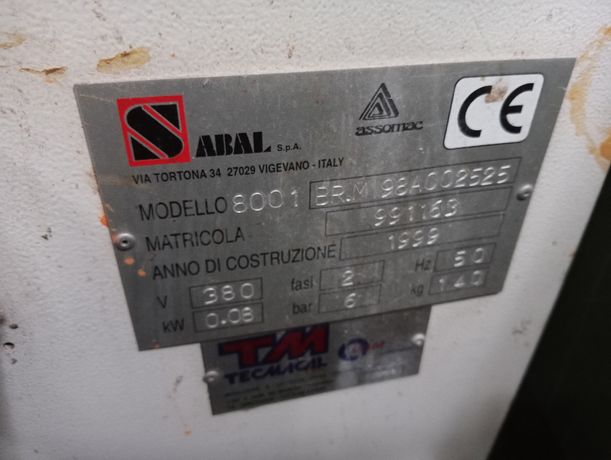 SABAL S.p.A.
assomac
CE
VIA TORTONA 34 27029 VIGEVANO - ITALY
MODELLO 8001 BR.M 98A002525
MATRICOLA 991163
ANNO DI COSTRUZIONE 1999
V 380 fasi 2 Hz 50
kW 0.08 bar 6 kg 140
TM
TECMACAL